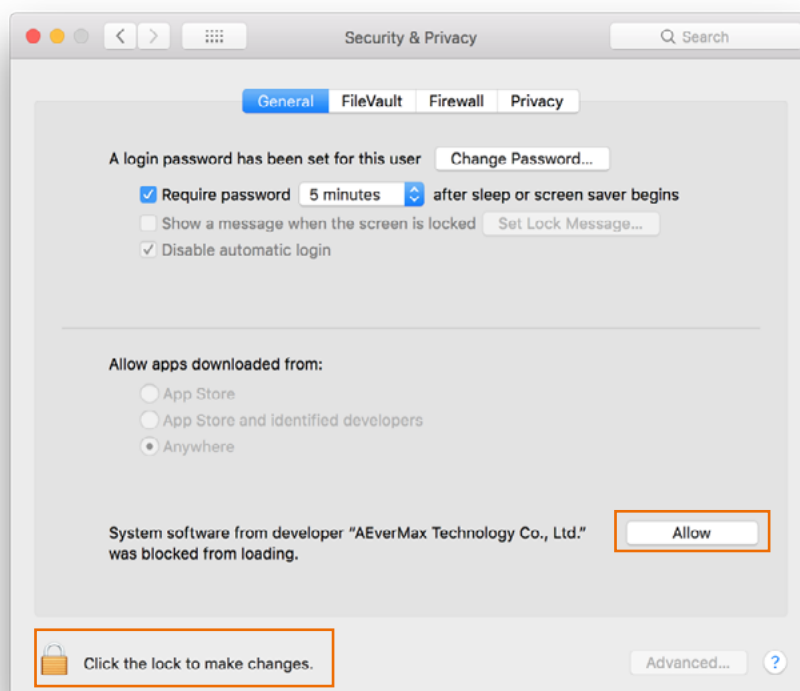 Security & Privacy
Search
General FileVault Firewall Privacy
A login password has been set for this user Change Password...
Require password 5 minutes after sleep or screen saver begins
Show a message when the screen is locked Set Lock Message...
Disable automatic login
Allow apps downloaded from:
App Store
App Store and identified developers
Anywhere
System software from developer “AEverMax Technology Co., Ltd.”
was blocked from loading.
Allow
Click the lock to make changes.
Advanced...
?